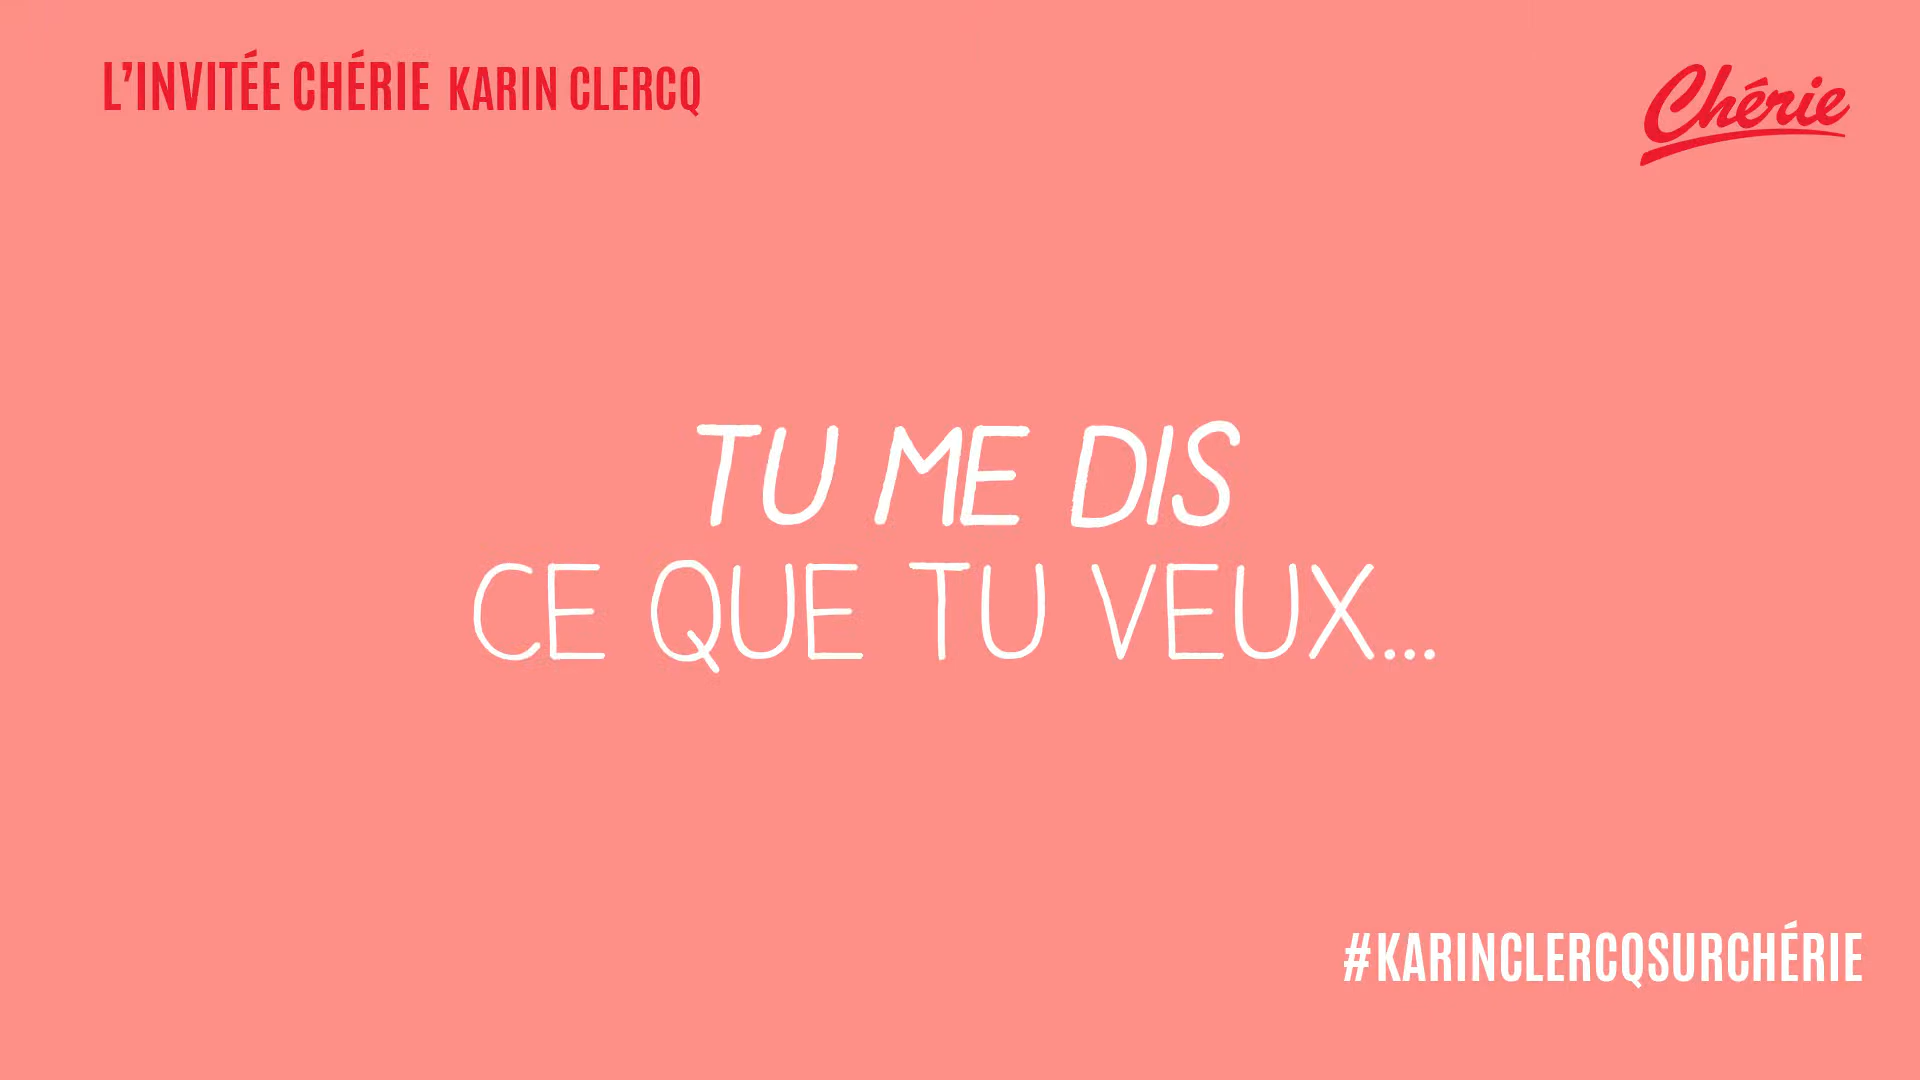 L'INVITÉE CHÉRIE KARIN CLERCQ
Chérie
TU ME DIS
CE QUE TU VEUX...
#KARINCLERCQSURCHÉRIE